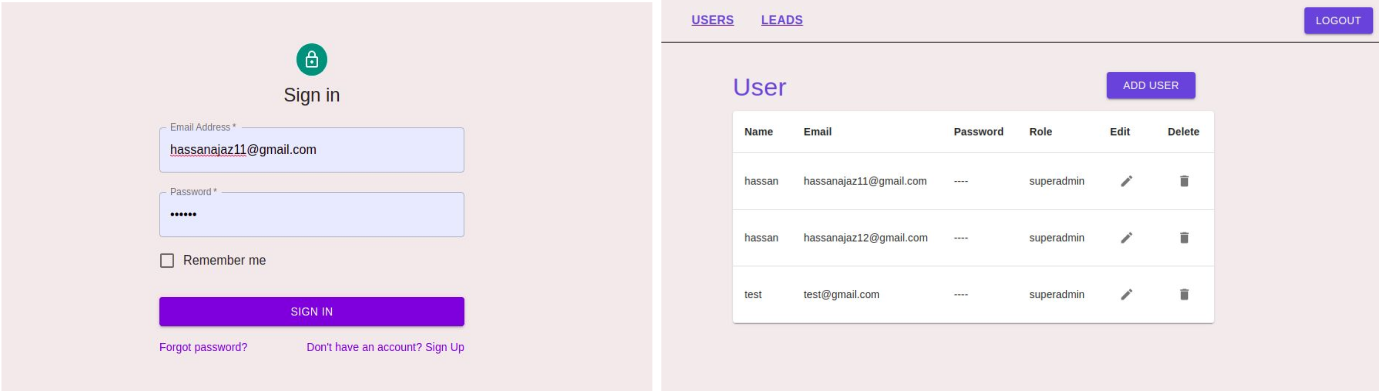 Sign in
Email Address *
hassanajaz11@gmail.com
Password *
••••••
Remember me
SIGN IN
Forgot password? Don't have an account? Sign Up
USERS LEADS LOGOUT
User ADD USER
Name Email Password Role Edit Delete
hassan hassanajaz11@gmail.com ---- superadmin
hassan hassanajaz12@gmail.com ---- superadmin
test test@gmail.com ---- superadmin